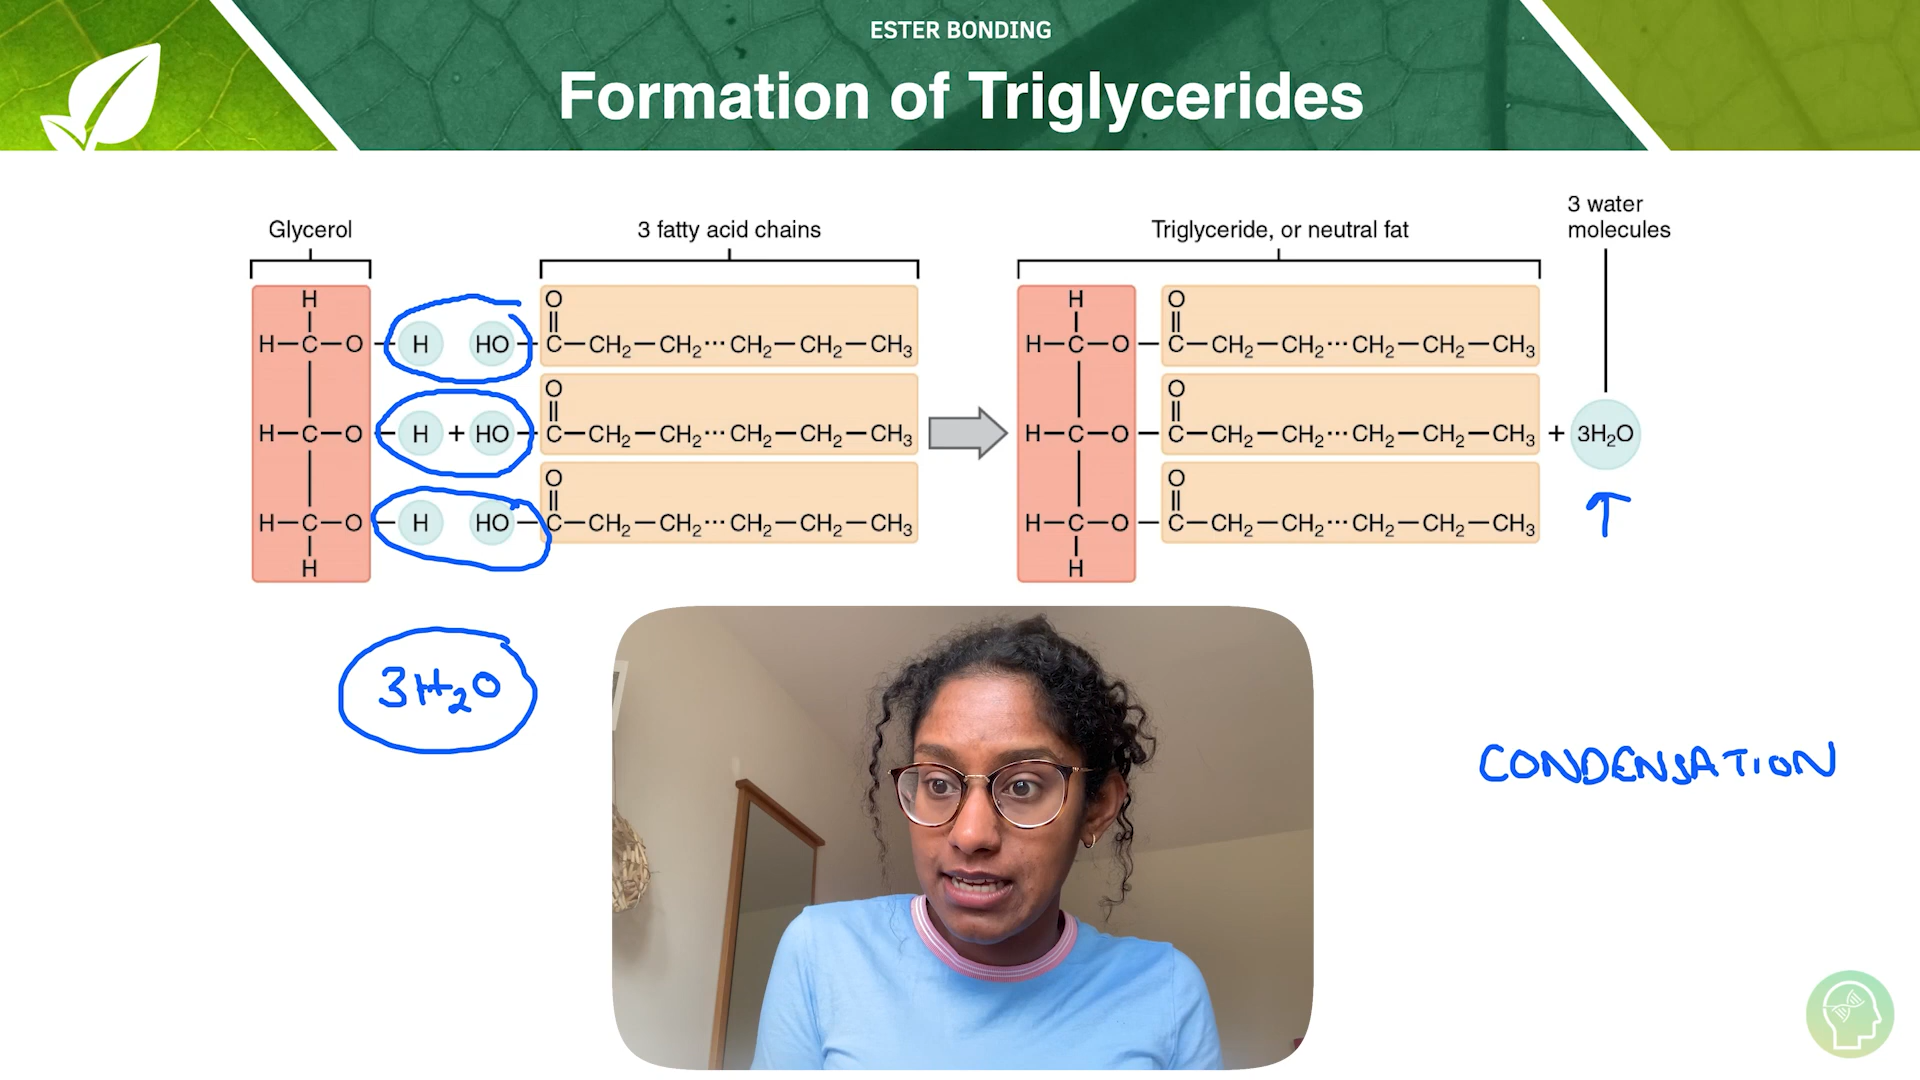 ESTER BONDING
Formation of Triglycerides
3 water
molecules
Glycerol
3 fatty acid chains
Triglyceride, or neutral fat
H
O
O
H
O
O
H—C—O—H HO—C—CH₂—CH₂···CH₂—CH₂—CH₃
H—C—O—C—CH₂—CH₂···CH₂—CH₂—CH₃
O
O
H—C—O—H + HO—C—CH₂—CH₂···CH₂—CH₂—CH₃
H—C—O—C—CH₂—CH₂···CH₂—CH₂—CH₃ + 3H₂O
O
O
H—C—O—H HO—C—CH₂—CH₂···CH₂—CH₂—CH₃
H—C—O—C—CH₂—CH₂···CH₂—CH₂—CH₃
H
H
3H₂O
CONDENSATION